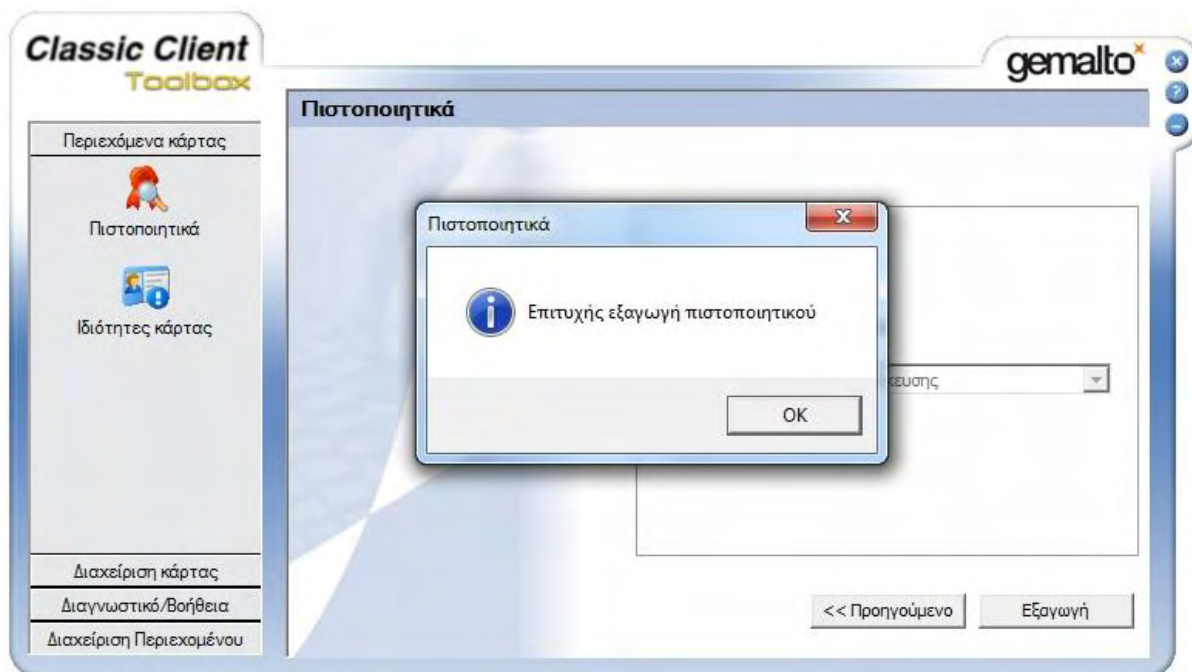 Classic Client
Toolbox
gemalto
Πιστοποιητικά
Περιεχόμενα κάρτας
Πιστοποιητικά
Ιδιότητες κάρτας
Πιστοποιητικά
Επιτυχής εξαγωγή πιστοποιητικού
OK
Διαχείριση κάρτας
Διαγνωστικό/Βοήθεια
Διαχείριση Περιεχομένου
<< Προηγούμενο
Εξαγωγή